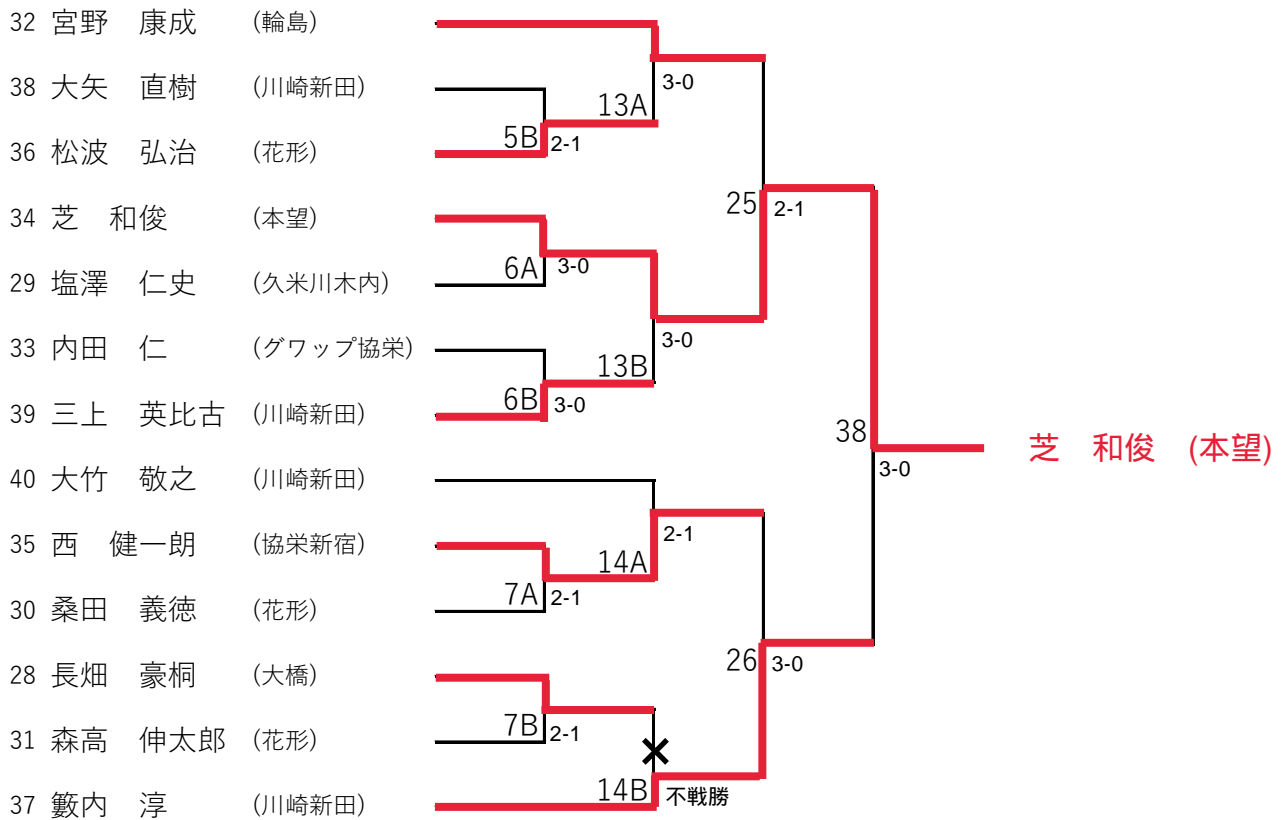 32 宮野　康成 (輪島)
3-0
38 大矢　直樹 (川崎新田)
13A
5B 2-1
36 松波　弘治 (花形)
34 芝　和俊 (本望)
25 2-1
6A 3-0
29 塩澤　仁史 (久米川木内)
33 内田　仁 (グワップ協栄)
3-0
13B
6B 3-0
39 三上　英比古 (川崎新田)
38 3-0
芝　和俊　(本望)
40 大竹　敬之 (川崎新田)
2-1
35 西　健一朗 (協栄新宿)
14A
7A 2-1
30 桑田　義徳 (花形)
26 3-0
28 長畑　豪桐 (大橋)
7B 2-1
31 森高　伸太郎 (花形)
14B 不戦勝
37 籔内　淳 (川崎新田)